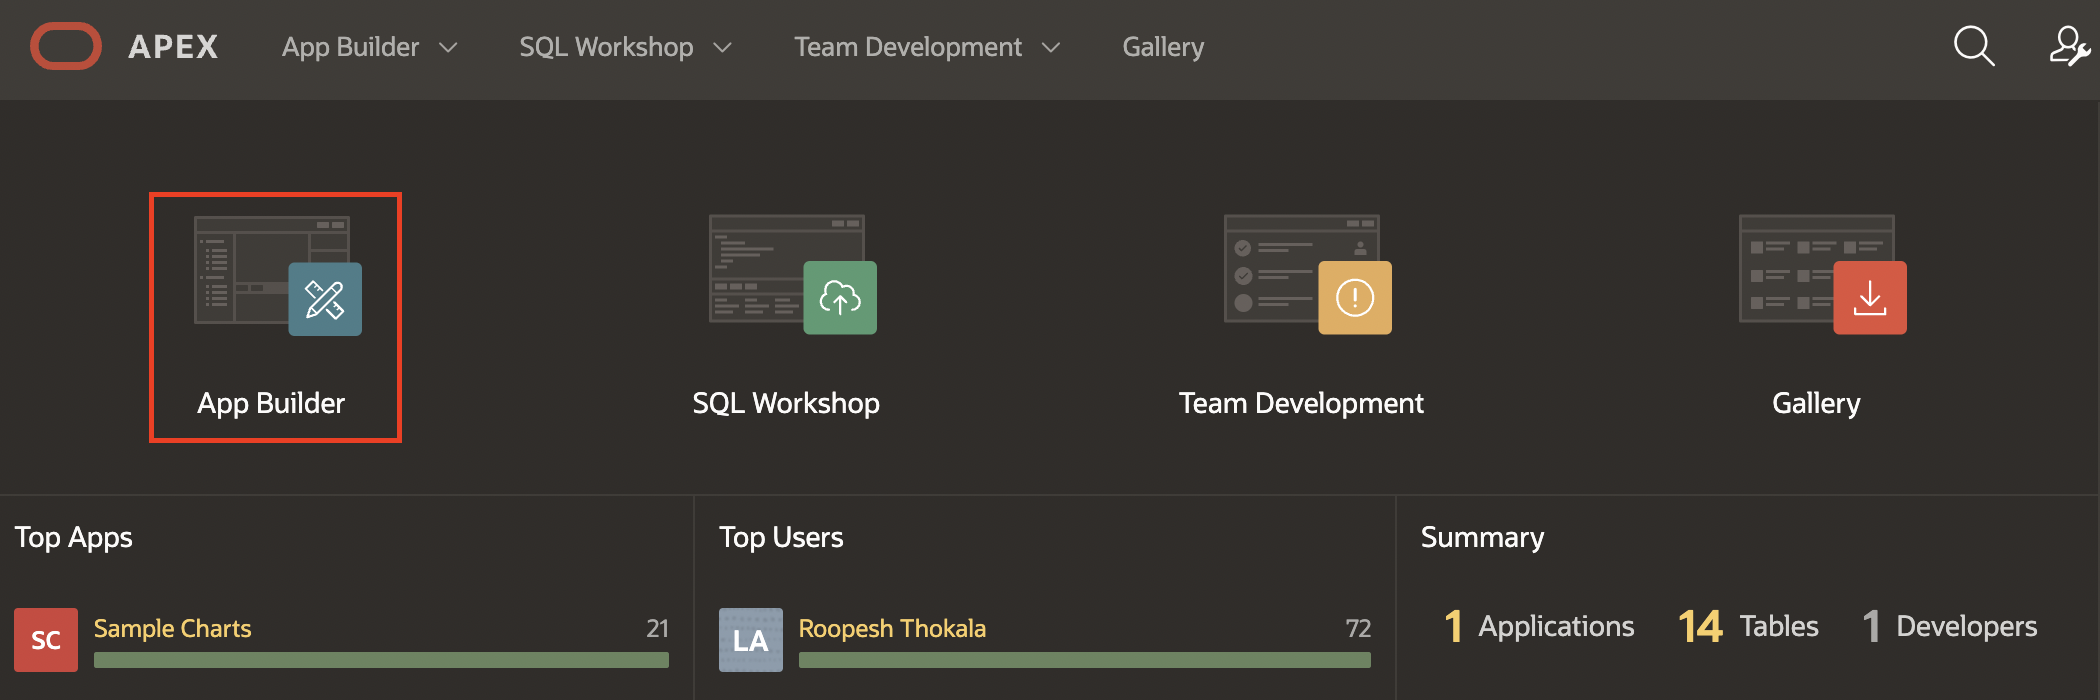 APEX App Builder SQL Workshop Team Development Gallery
App Builder SQL Workshop Team Development Gallery
Top Apps Top Users Summary
SC Sample Charts 21 LA Roopesh Thokala 72 1 Applications 14 Tables 1 Developers